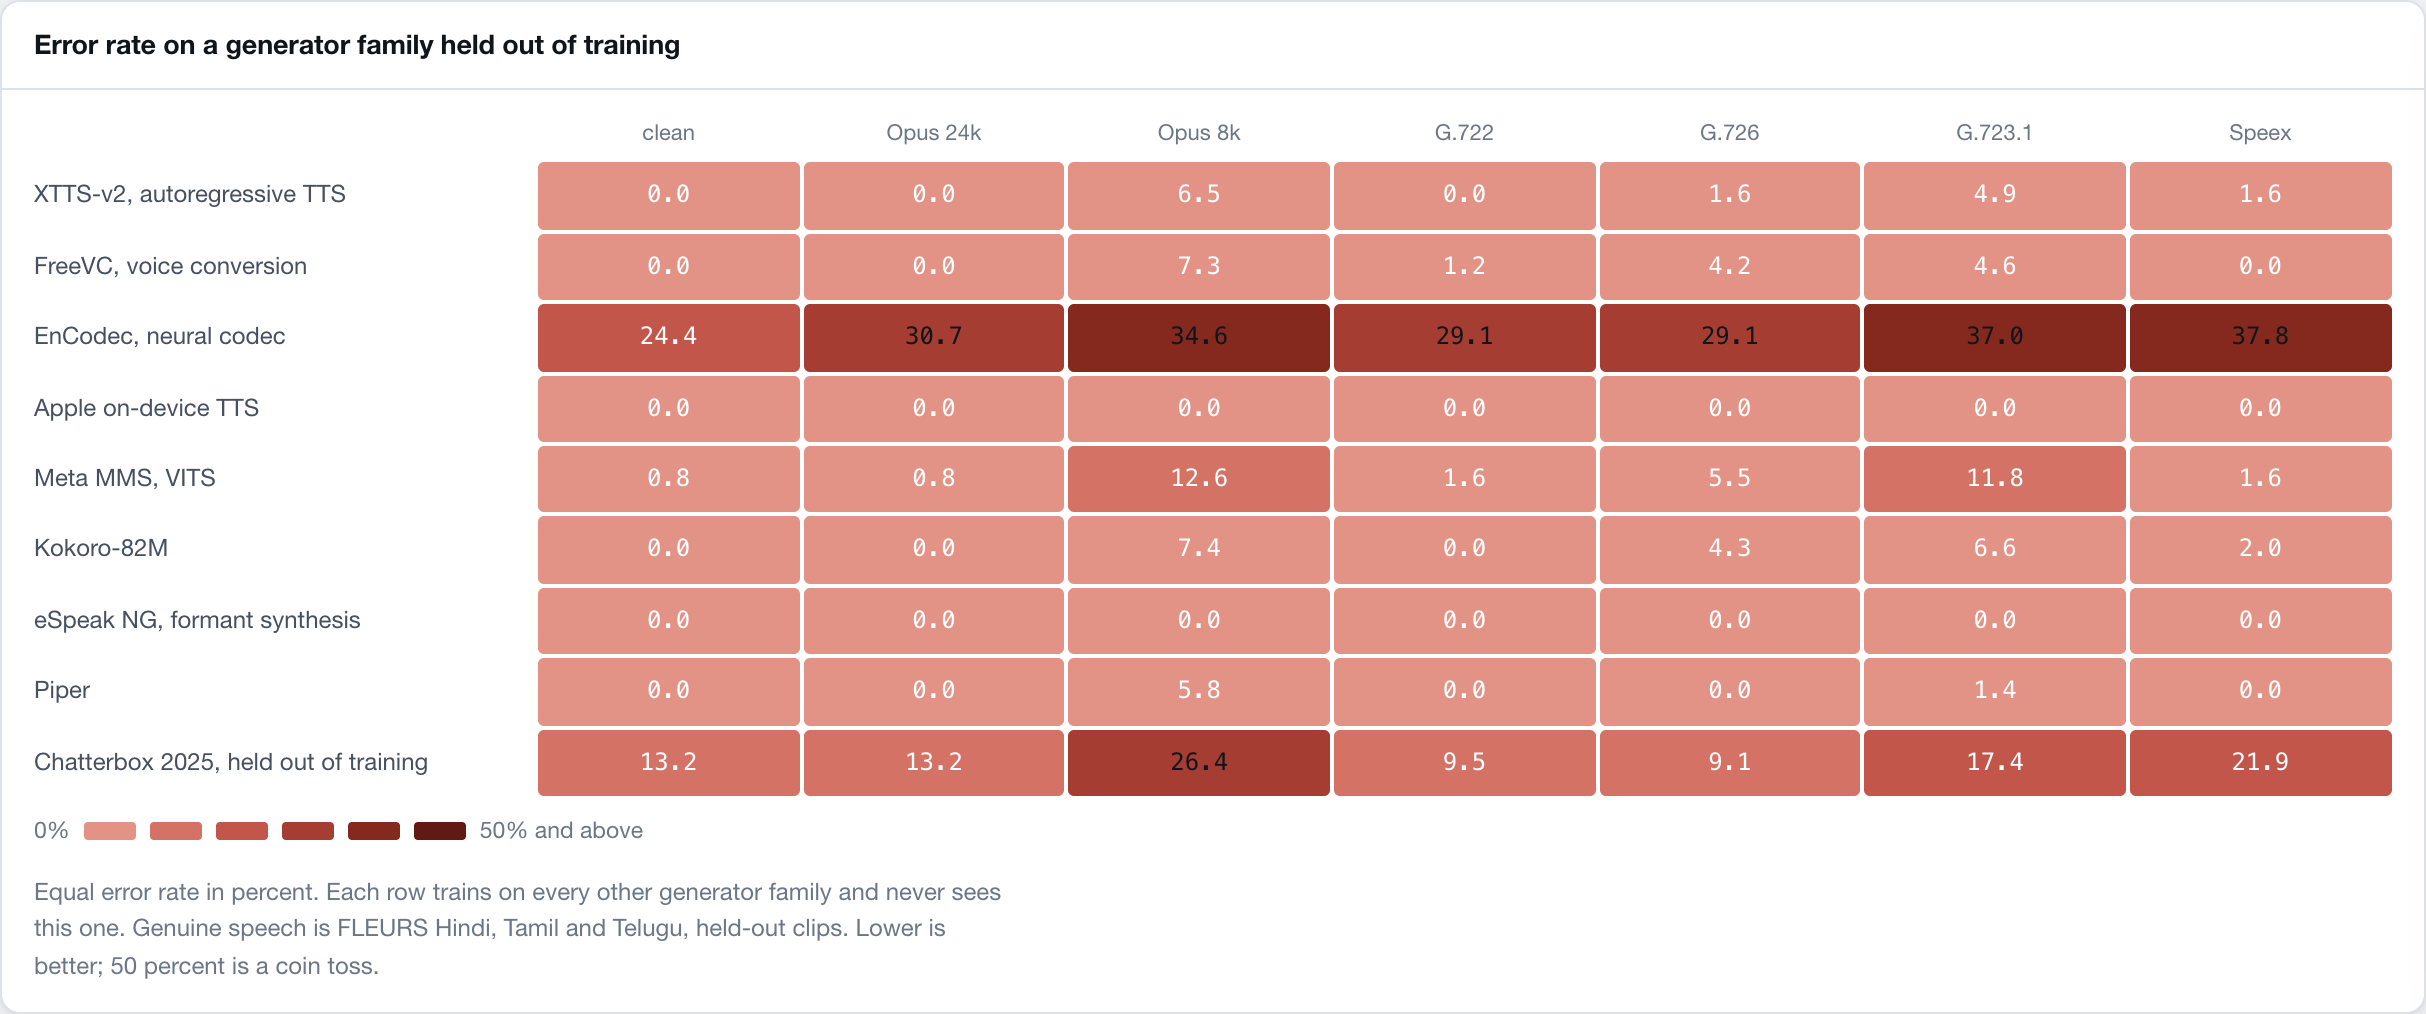 Error rate on a generator family held out of training
clean Opus 24k Opus 8k G.722 G.726 G.723.1 Speex
XTTS-v2, autoregressive TTS 0.0 0.0 6.5 0.0 1.6 4.9 1.6
FreeVC, voice conversion 0.0 0.0 7.3 1.2 4.2 4.6 0.0
EnCodec, neural codec 24.4 30.7 34.6 29.1 29.1 37.0 37.8
Apple on-device TTS 0.0 0.0 0.0 0.0 0.0 0.0 0.0
Meta MMS, VITS 0.8 0.8 12.6 1.6 5.5 11.8 1.6
Kokoro-82M 0.0 0.0 7.4 0.0 4.3 6.6 2.0
eSpeak NG, formant synthesis 0.0 0.0 0.0 0.0 0.0 0.0 0.0
Piper 0.0 0.0 5.8 0.0 0.0 1.4 0.0
Chatterbox 2025, held out of training 13.2 13.2 26.4 9.5 9.1 17.4 21.9
0% 50% and above
Equal error rate in percent. Each row trains on every other generator family and never sees
this one. Genuine speech is FLEURS Hindi, Tamil and Telugu, held-out clips. Lower is
better; 50 percent is a coin toss.